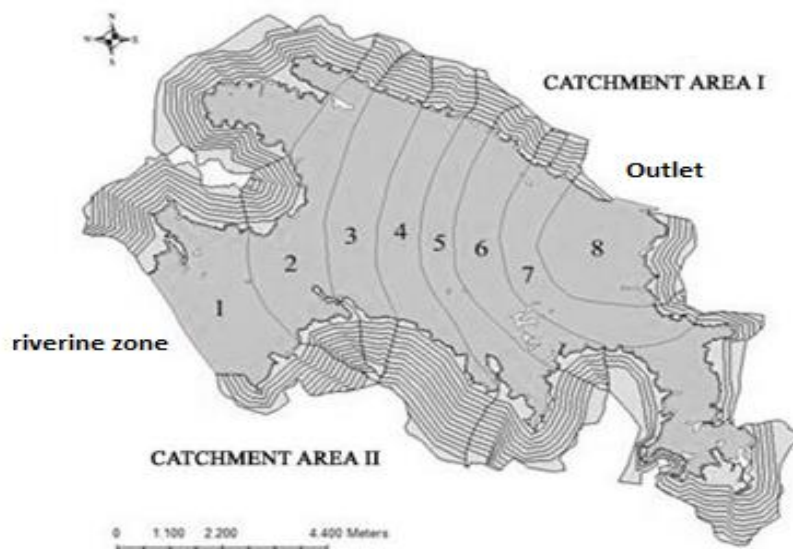 N
S
CATCHMENT AREA I
Outlet
1
2
3
4
5
6
7
8
riverine zone
CATCHMENT AREA II
0 1.100 2.200 4.400 Meters